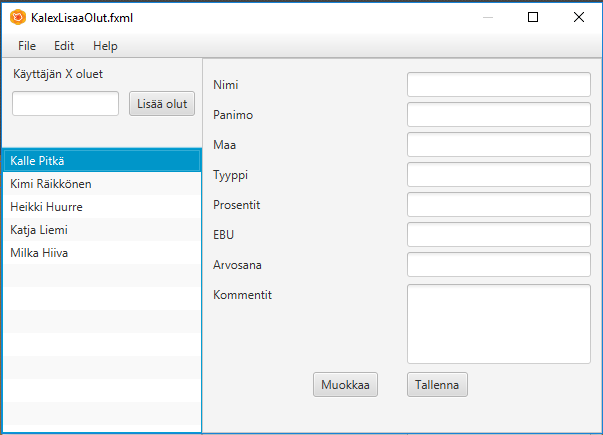 KalexLisaaOlut.fxml
File Edit Help
Käyttäjän X oluet
Lisää olut
Kalle Pitkä
Kimi Räikkönen
Heikki Huurre
Katja Liemi
Milka Hiiva
Nimi
Panimo
Maa
Tyyppi
Prosentit
EBU
Arvosana
Kommentit
Muokkaa Tallenna